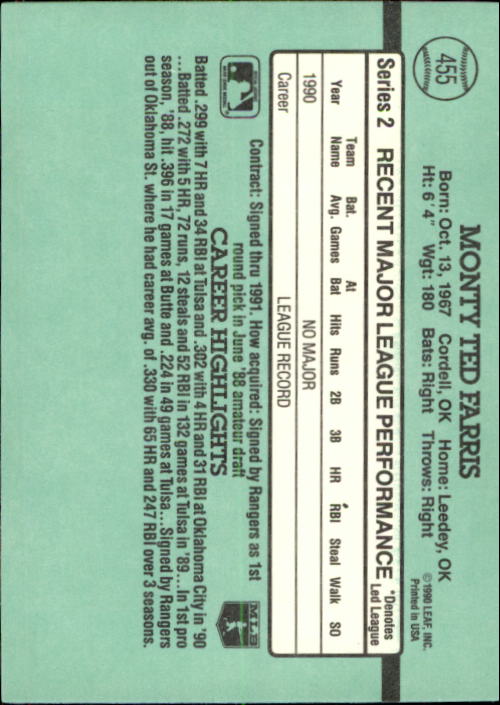 455
MONTY TED FARRIS
Born: Oct. 13, 1967 Cordell, OK Home: Leedey, OK
Ht: 6' 4" Wgt: 180 Bats: Right Throws: Right
©1990 LEAF, INC.
Printed in USA
Series 2 RECENT MAJOR LEAGUE PERFORMANCE *Denotes Led League
Year Team Name Bat. Avg. Games At Bat Hits Runs 2B 3B HR RBI Steal Walk SO
1990 NO MAJOR
Career LEAGUE RECORD
Contract: Signed thru 1991. How acquired: Signed by Rangers as 1st
round pick in June '88 amateur draft
MLB
CAREER HIGHLIGHTS
Batted .299 with 7 HR and 34 RBI at Tulsa and .302 with 4 HR and 31 RBI at Oklahoma City in '90
...Batted .272 with 5 HR, 72 runs, 12 steals and 52 RBI in 132 games at Tulsa in '89...In 1st pro
season, '88, hit .396 in 17 games at Butte and .224 in 49 games at Tulsa...Signed by Rangers
out of Oklahoma St. where he had career avg. of .330 with 65 HR and 247 RBI over 3 seasons.